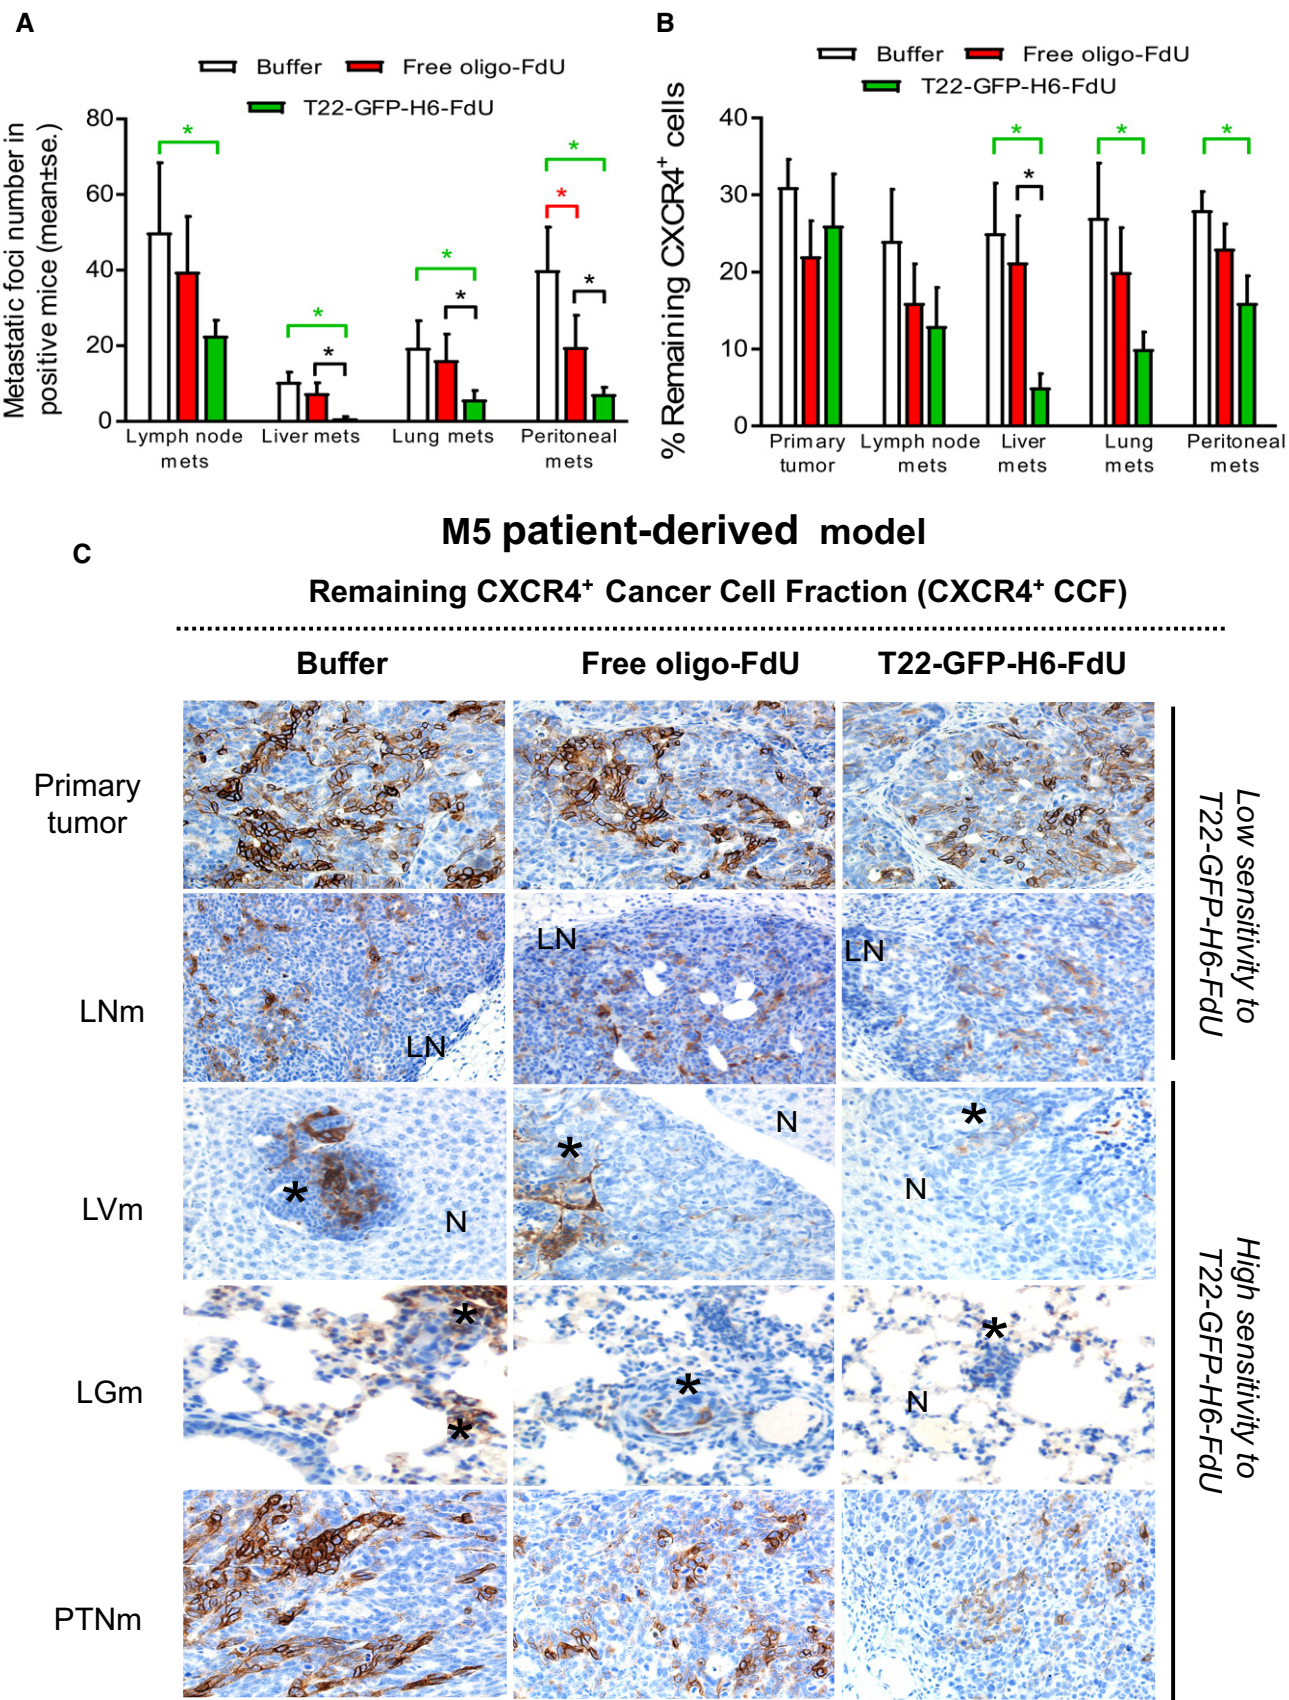 A
Buffer
Free oligo-FdU
T22-GFP-H6-FdU
Metastatic foci number in
positive mice (mean±se.)
80
60
40
20
0
*
*
*
*
*
*
*
*
Lymph node
mets
Liver mets
Lung mets
Peritoneal
mets
B
Buffer
Free oligo-FdU
T22-GFP-H6-FdU
% Remaining CXCR4+ cells
40
30
20
10
0
*
*
*
*
Primary
tumor
Lymph node
mets
Liver
mets
Lung
mets
Peritoneal
mets
M5 patient-derived model
C
Remaining CXCR4+ Cancer Cell Fraction (CXCR4+ CCF)
Buffer
Free oligo-FdU
T22-GFP-H6-FdU
Primary
tumor
Low sensitivity to
T22-GFP-H6-FdU
LNm
LN
LN
LN
LVm
*
N
*
N
*
N
High sensitivity to
T22-GFP-H6-FdU
LGm
*
*
*
*
N
PTNm